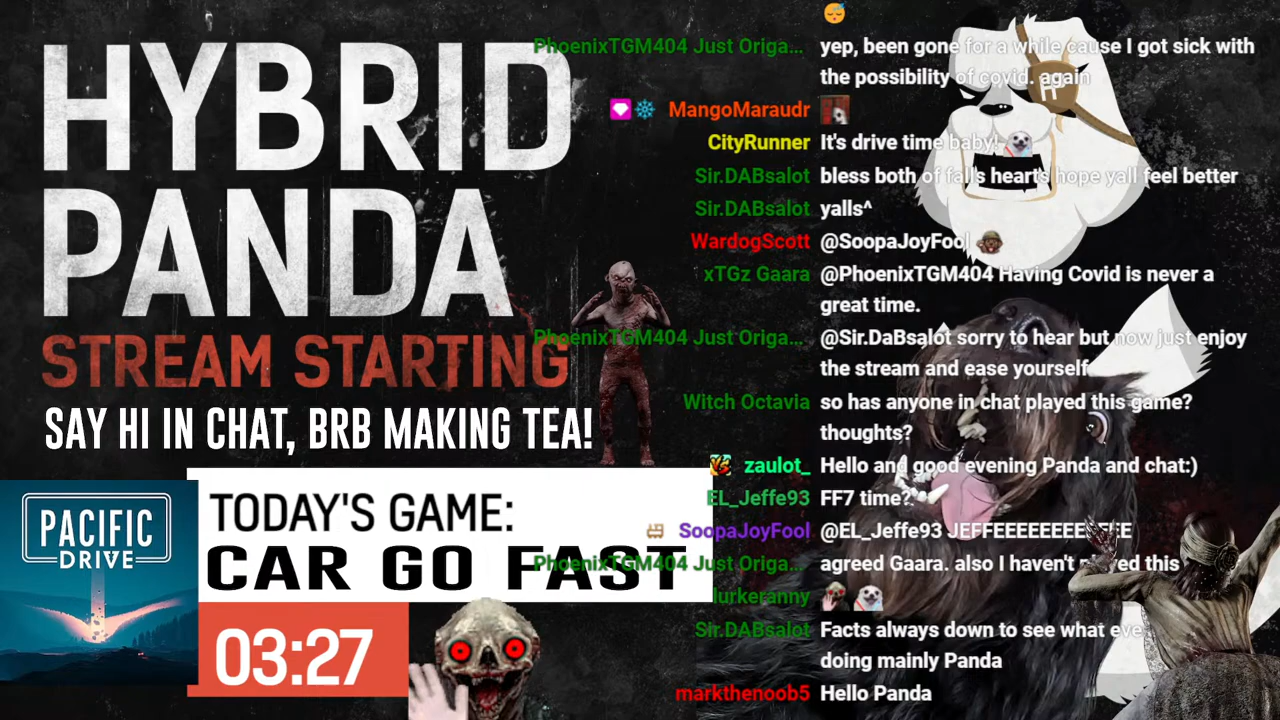 HYBRID
PANDA
STREAM STARTING
SAY HI IN CHAT, BRB MAKING TEA!
PACIFIC
DRIVE
TODAY'S GAME:
CAR GO FAST
03:27
PhoenixTGM404 Just Origa... yep, been gone for a while cause I got sick with
the possibility of covid. again
MangoMaraudr
CityRunner It's drive time baby!
Sir.DABsalot bless both of fall's hearts hope yall feel better
Sir.DABsalot yalls^
WardogScott @SoopaJoyFool
xTGz Gaara @PhoenixTGM404 Having Covid is never a
great time.
PhoenixTGM404 Just Origa... @Sir.DaBsalot sorry to hear but now just enjoy
the stream and ease yourself
Witch Octavia so has anyone in chat played this game?
thoughts?
zaulot_ Hello and good evening Panda and chat:)
EL_Jeffe93 FF7 time?
SoopaJoyFool @EL_Jeffe93
PhoenixTGM404 Just Origa... agreed Gaara. also I haven't played this
lurkeranny
Sir.DABsalot Facts always down to see what
doing mainly Panda
markthenoob5 Hello Panda